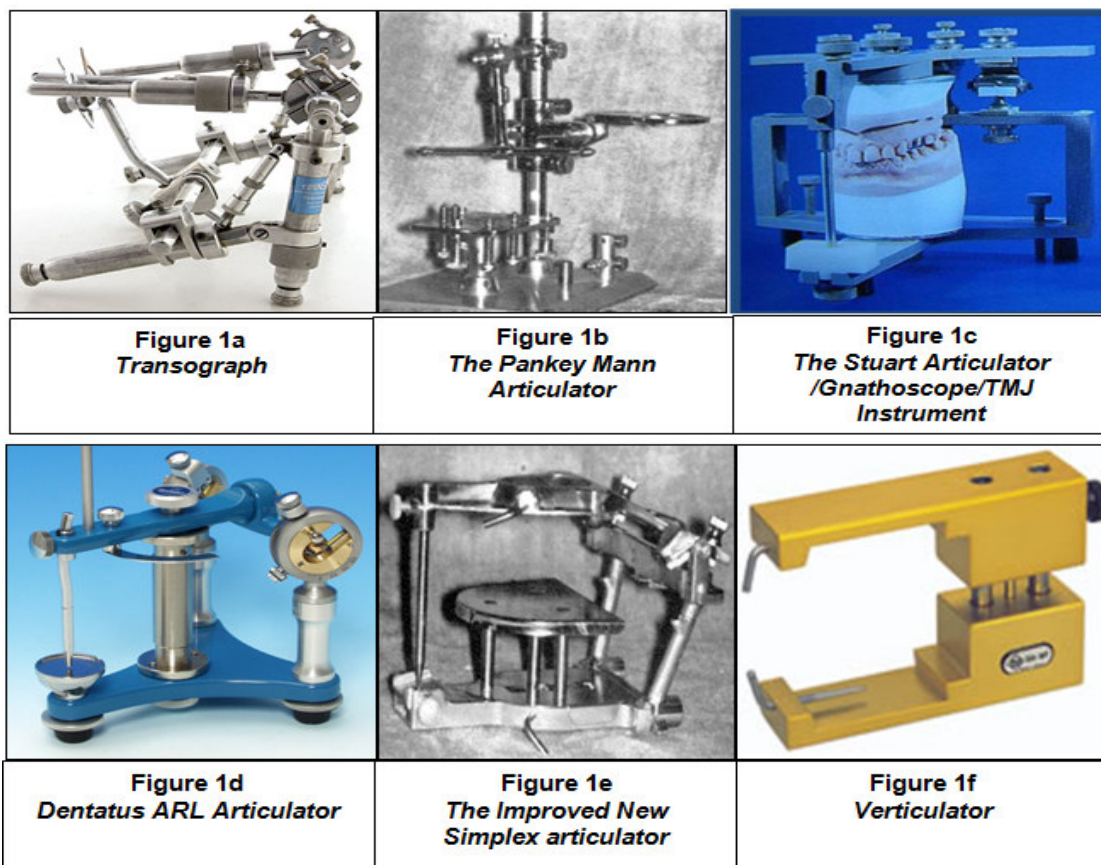 Figure 1a
Transograph
Figure 1b
The Pankey Mann
Articulator
Figure 1c
The Stuart Articulator
/Gnathoscope/TMJ
Instrument
Figure 1d
Dentatus ARL Articulator
Figure 1e
The Improved New
Simplex articulator
Figure 1f
Verticulator